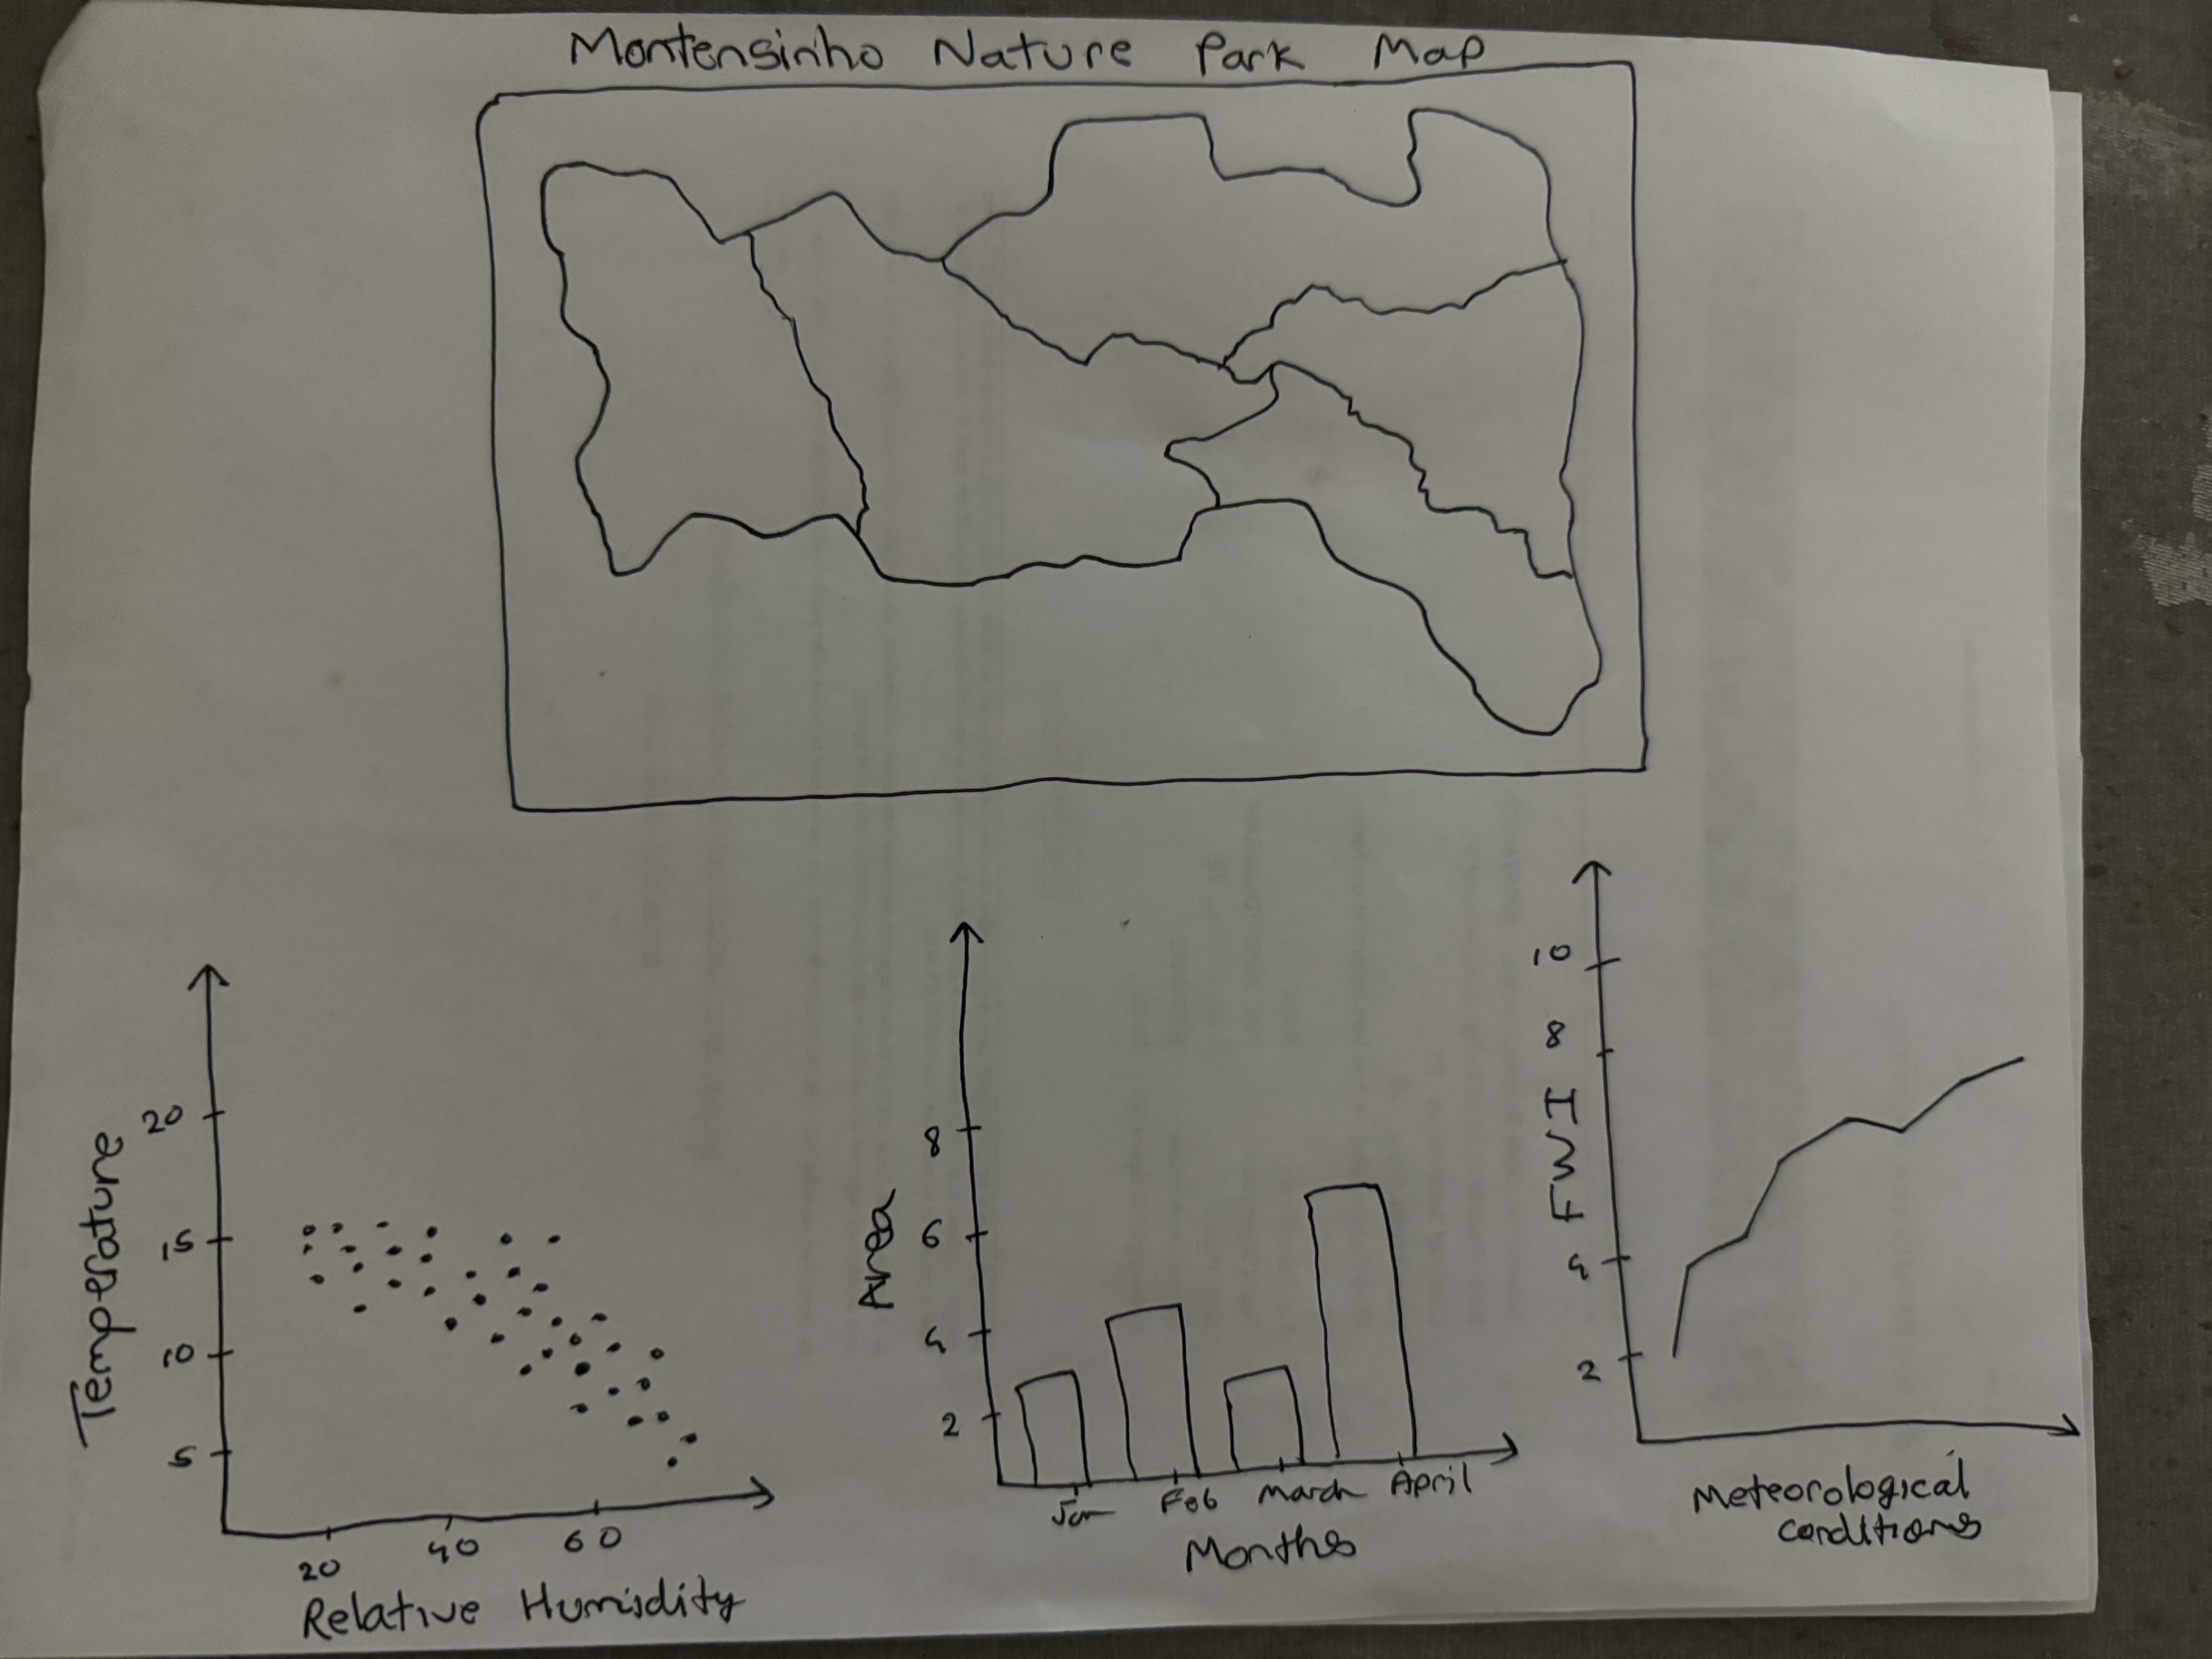 Montensinho Nature Park Map
Temperature
20
15
10
5
20 40 60
Relative Humidity
Area
8
6
4
2
Jan Feb March April
Months
FWI
10
8
4
2
Meteorological
conditions